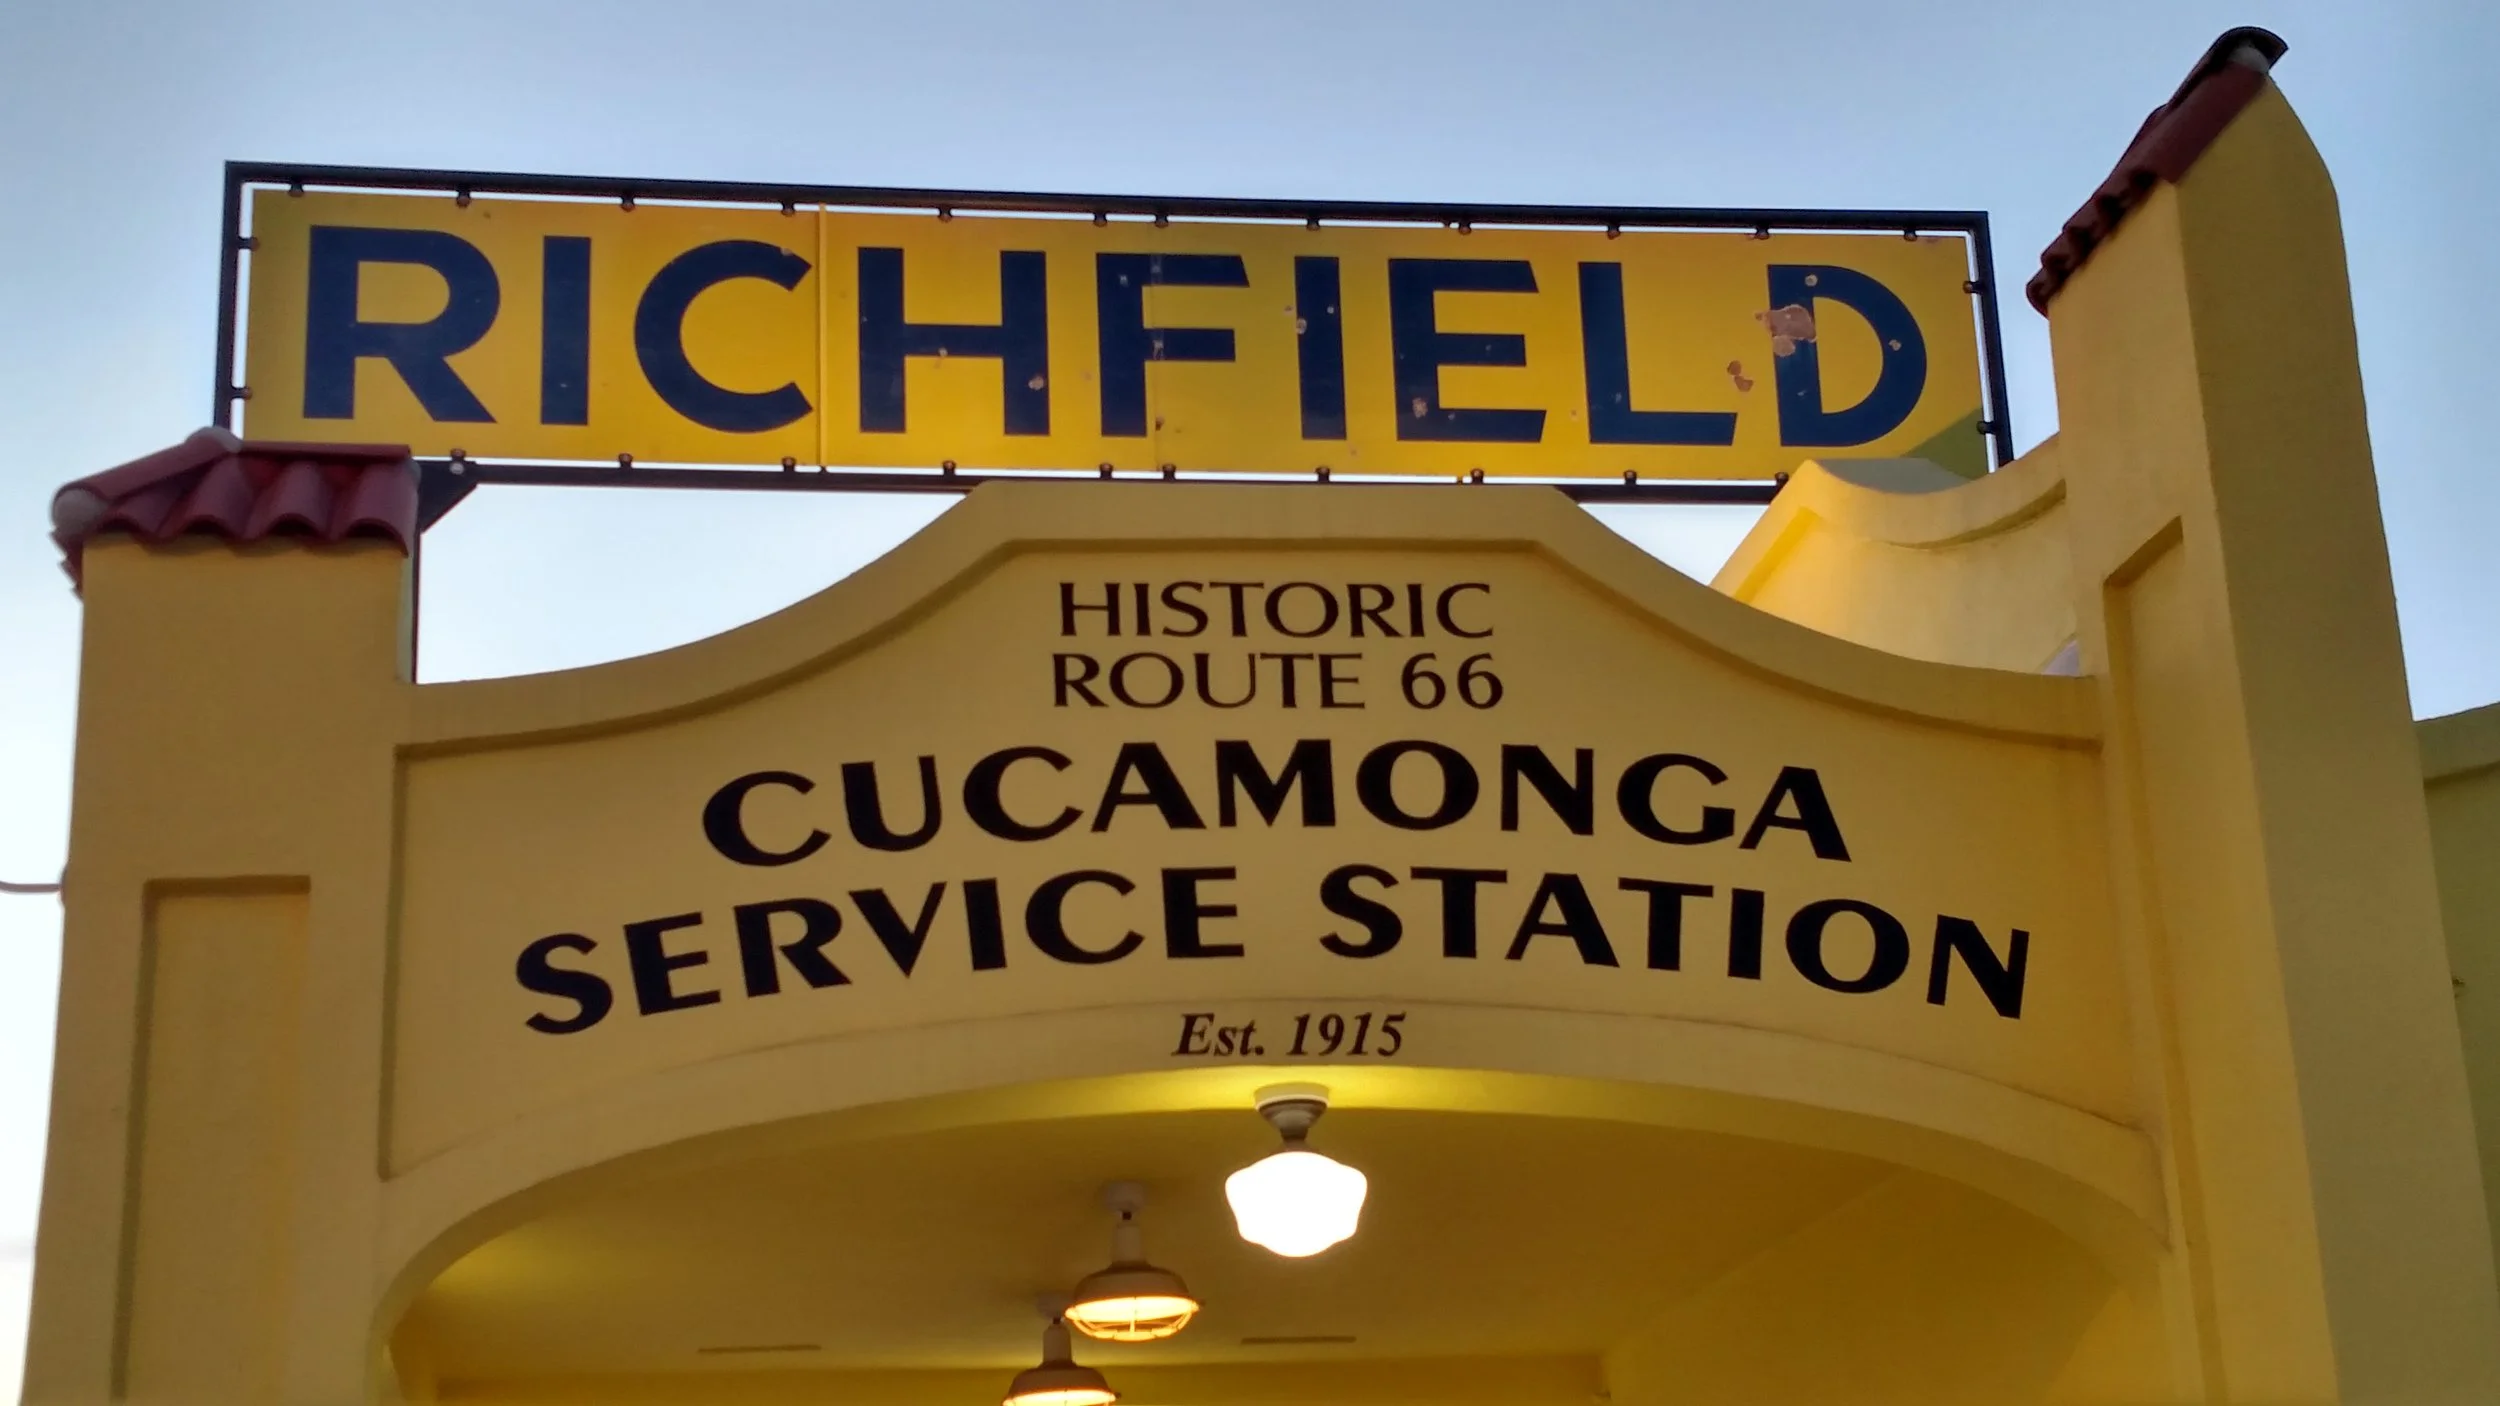 RICHFIELD
HISTORIC
ROUTE 66
CUCAMONGA
SERVICE STATION
Est. 1915